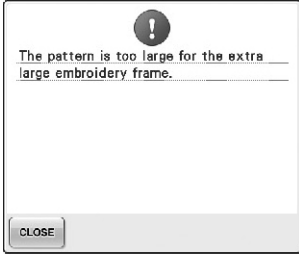 The pattern is too large for the extra
large embroidery frame.
CLOSE